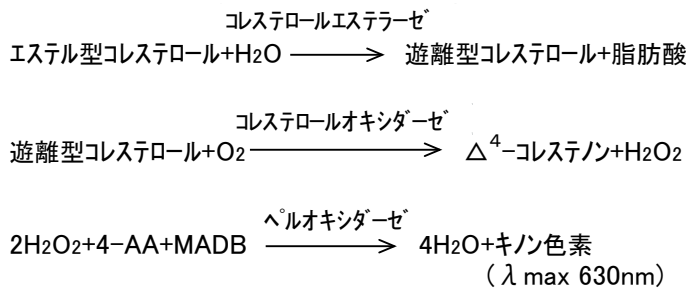 コレステロールエステラーゼ
エステル型コレステロール+H2O → 遊離型コレステロール+脂肪酸
コレステロールオキシダーゼ
遊離型コレステロール+O2 → △4-コレステノン+H2O2
ペルオキシダーゼ
2H2O2+4-AA+MADB → 4H2O+キノン色素
(λmax 630nm)